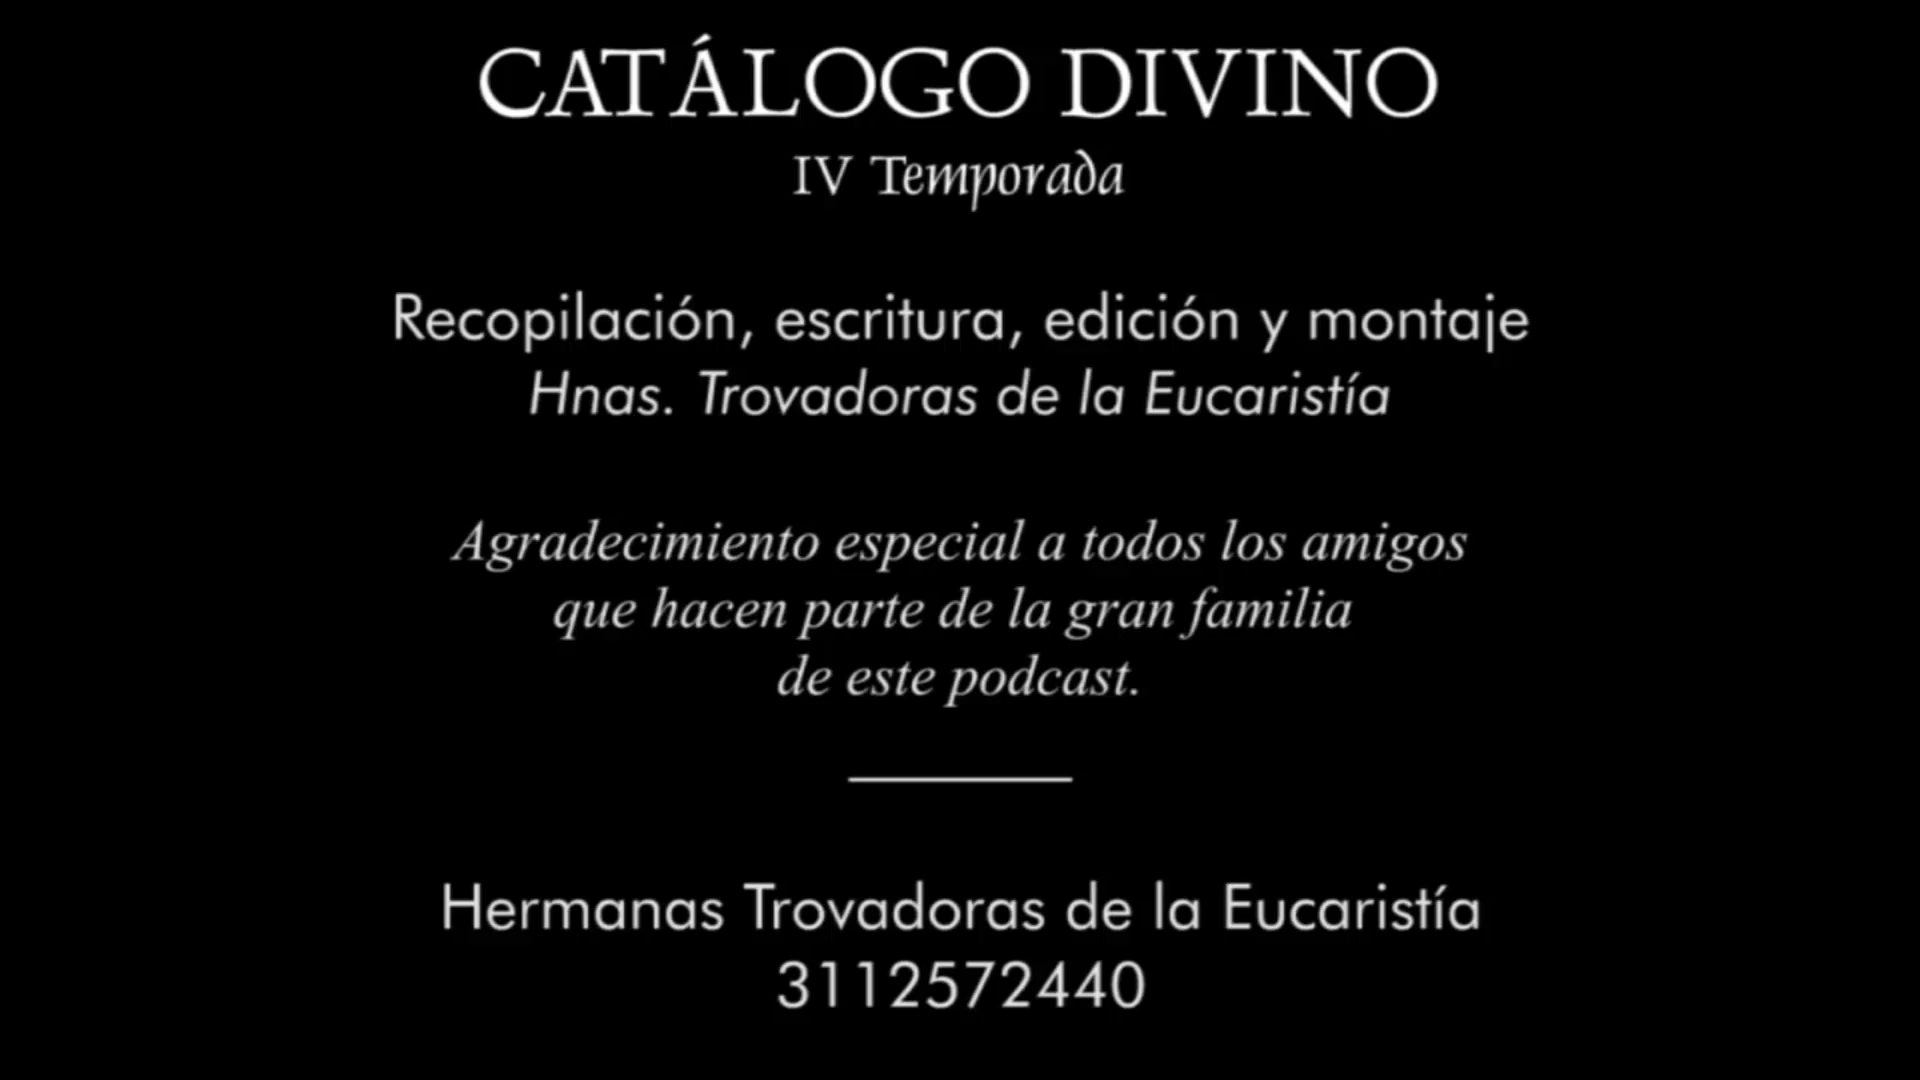 CATÁLOGO DIVINO
IV Temporada
Recopilación, escritura, edición y montaje
Hnas. Trovadoras de la Eucaristía
Agradecimiento especial a todos los amigos
que hacen parte de la gran familia
de este podcast.
Hermanas Trovadoras de la Eucaristía
3112572440